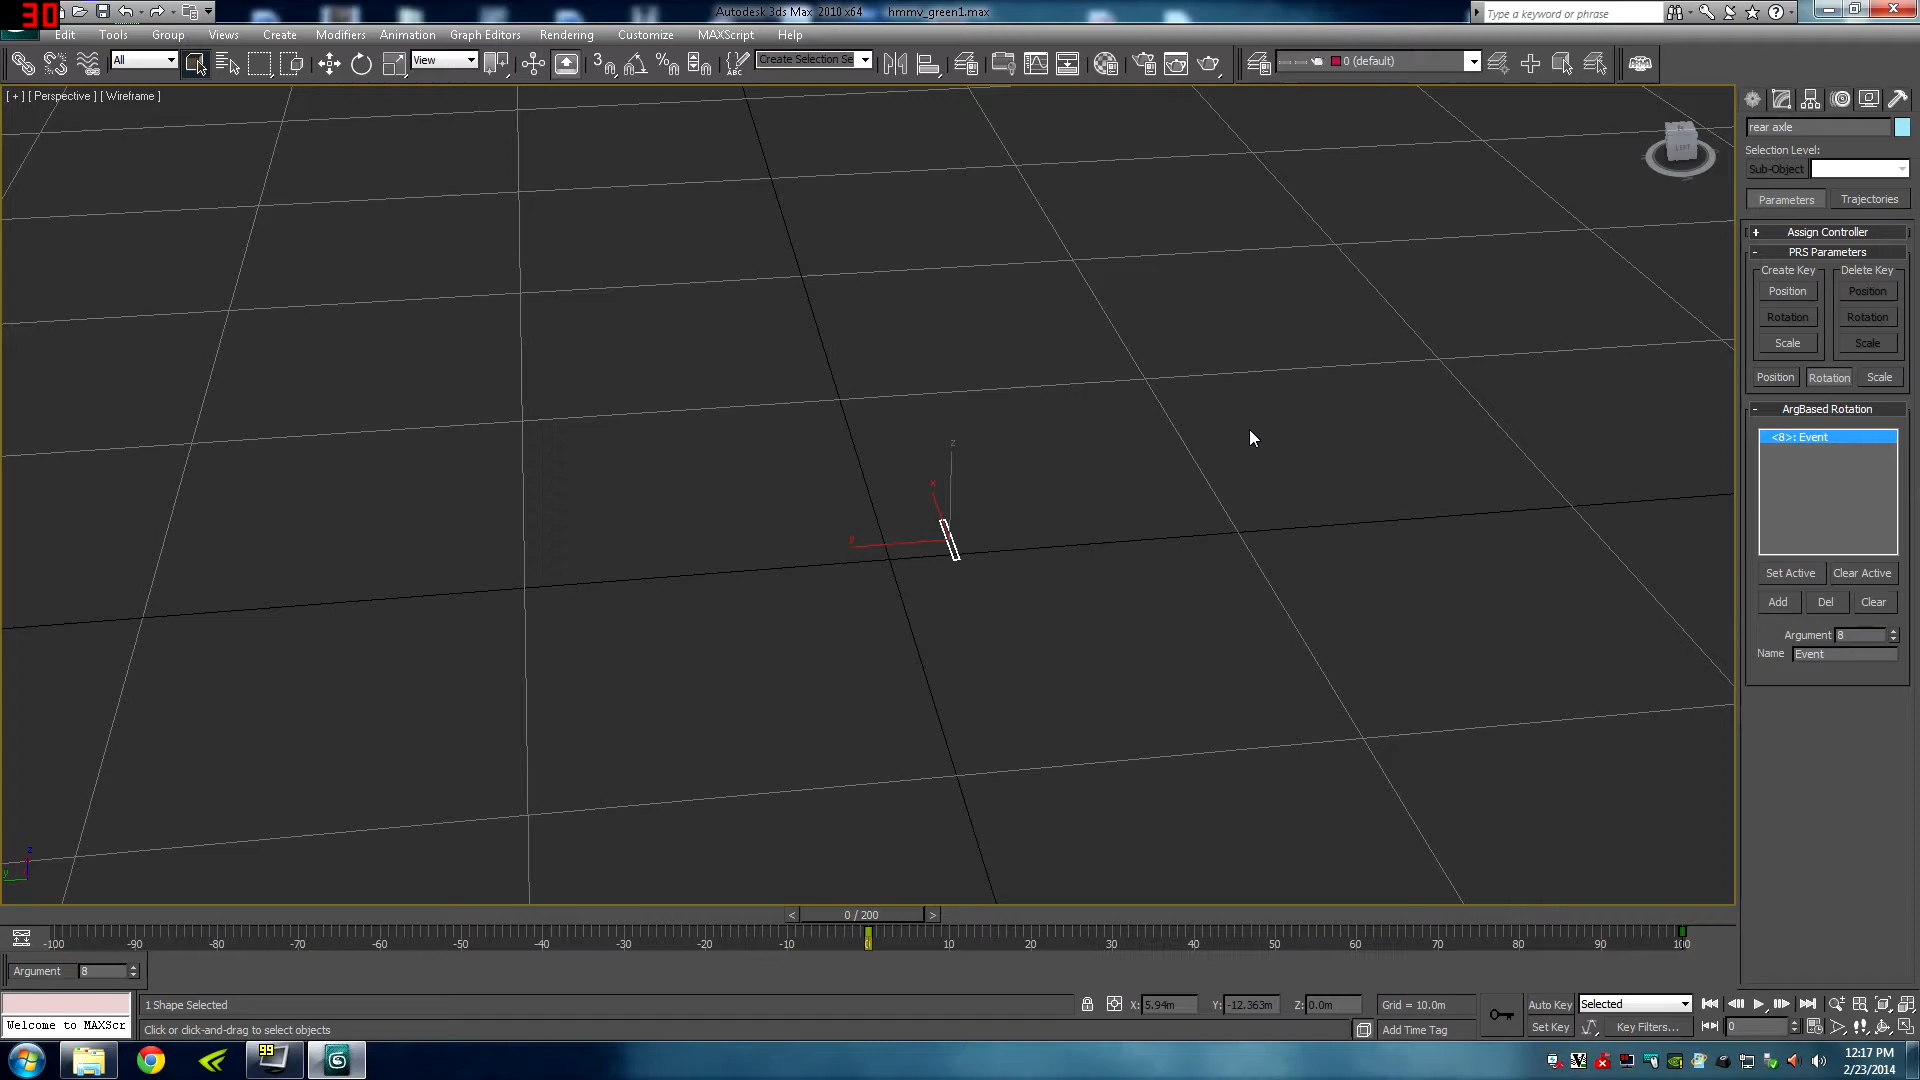 30
Autodesk 3ds Max 2010 x64 hmmv_green1.max
Type a keyword or phrase
Edit Tools Group Views Create Modifiers Animation Graph Editors Rendering Customize MAXScript Help
All
View
3
Create Selection Se
0 (default)
[ + ] [ Perspective ] [ Wireframe ]
LEFT
rear axle
Selection Level:
Sub-Object
Parameters Trajectories
+ Assign Controller
- PRS Parameters
Create Key Delete Key
Position Position
Rotation Rotation
Scale Scale
Position Rotation Scale
- ArgBased Rotation
<8>: Event
Set Active Clear Active
Add Del Clear
Argument 8
Name Event
z
x
z
y
< 0 / 200 >
-100 -90 -80 -70 -60 -50 -40 -30 -20 -10 0 10 20 30 40 50 60 70 80 90 100
Argument 8
1 Shape Selected
X: 5.94m Y: -12.363m Z: 0.0m Grid = 10.0m
Auto Key Selected
Welcome to MAXScr
Click or click-and-drag to select objects
Add Time Tag
Set Key Key Filters...
0
99
12:17 PM
2/23/2014